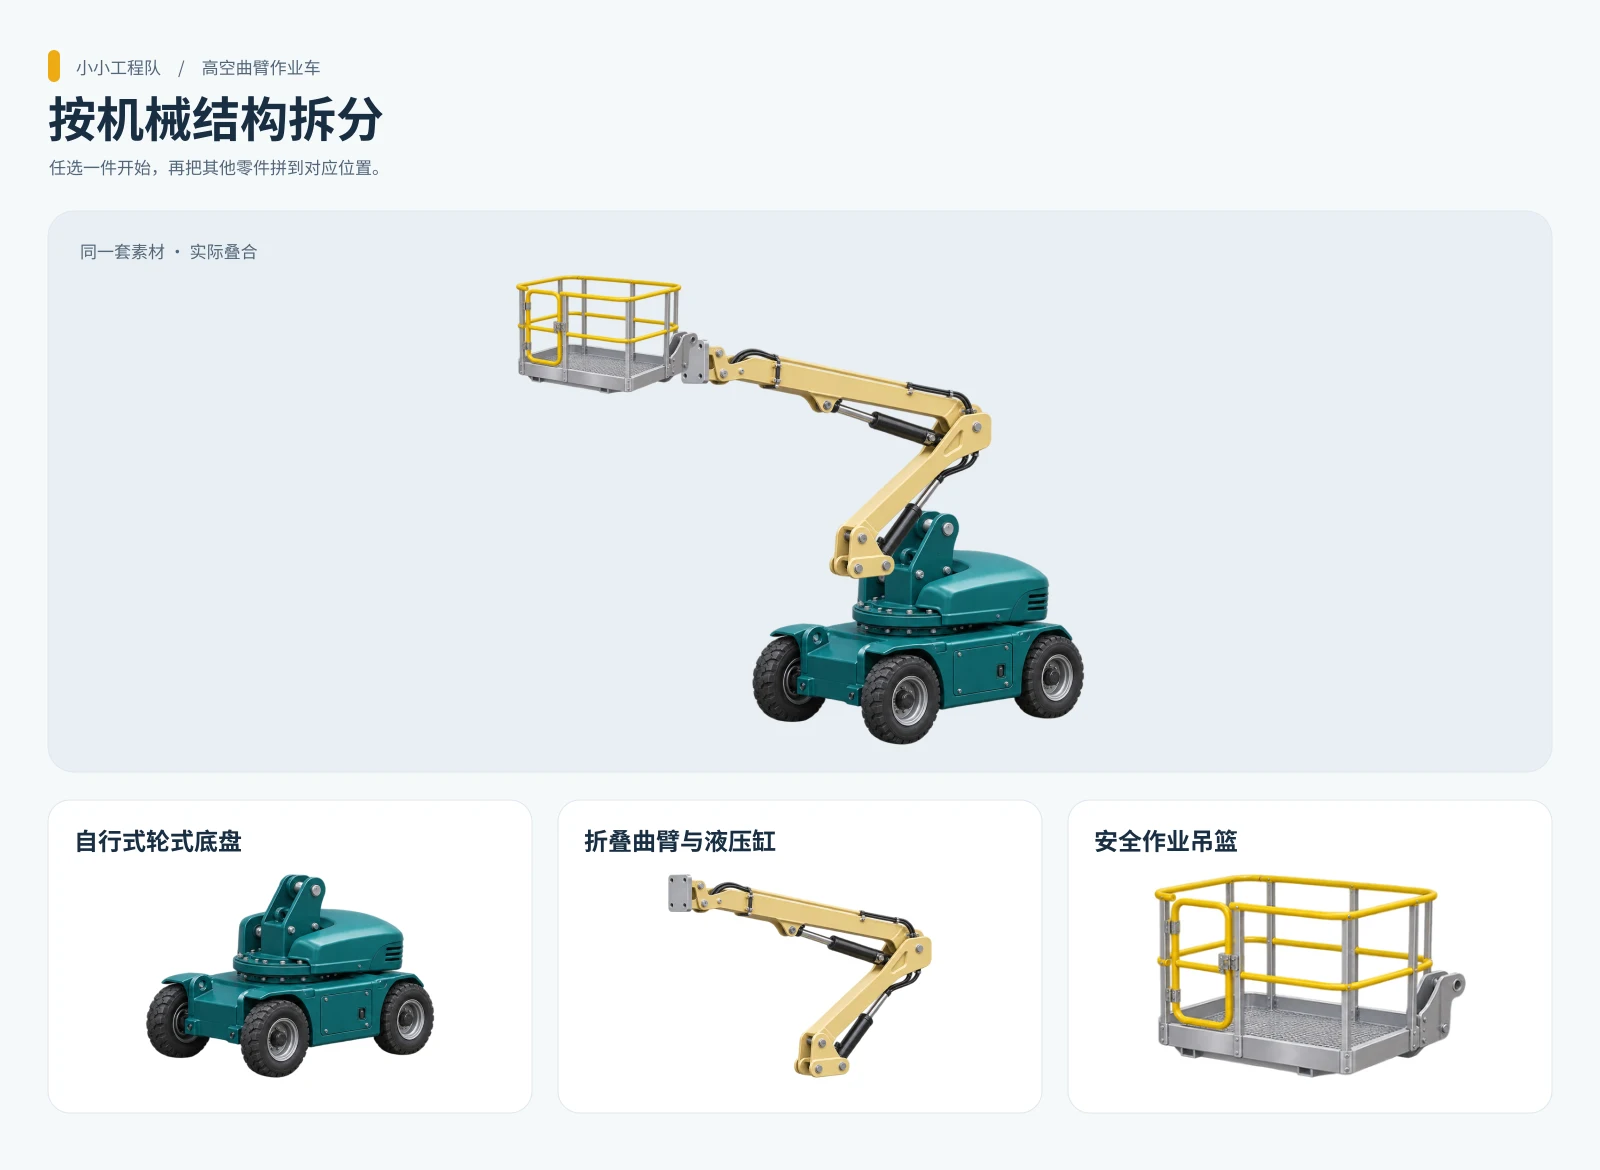 小小工程队 / 高空曲臂作业车
按机械结构拆分
任选一件开始，再把其他零件拼到对应位置。
同一套素材 · 实际叠合
自行式轮式底盘
折叠曲臂与液压缸
安全作业吊篮